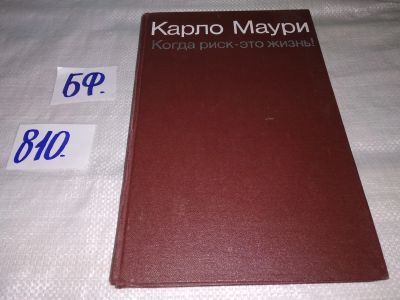 Карло Маури
Когда риск-это жизнь!
БФ.
810.